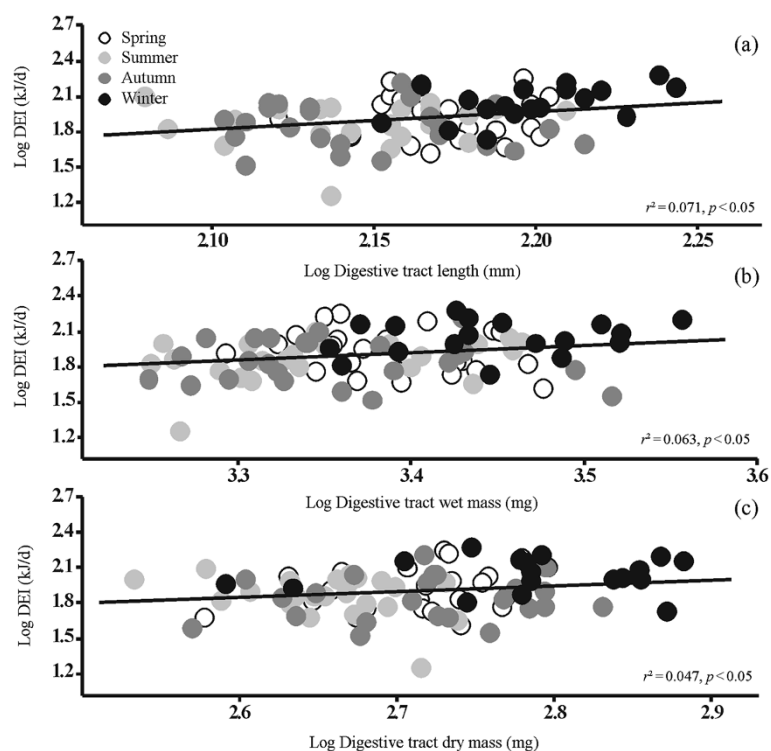 (a)
Spring
Summer
Autumn
Winter
Log DEI (kJ/d)
2.7
2.4
2.1
1.8
1.5
1.2
r² = 0.071, p < 0.05
2.10
2.15
2.20
2.25
Log Digestive tract length (mm)
(b)
Log DEI (kJ/d)
2.7
2.4
2.1
1.8
1.5
1.2
r² = 0.063, p < 0.05
3.3
3.4
3.5
3.6
Log Digestive tract wet mass (mg)
(c)
Log DEI (kJ/d)
2.7
2.4
2.1
1.8
1.5
1.2
r² = 0.047, p < 0.05
2.6
2.7
2.8
2.9
Log Digestive tract dry mass (mg)